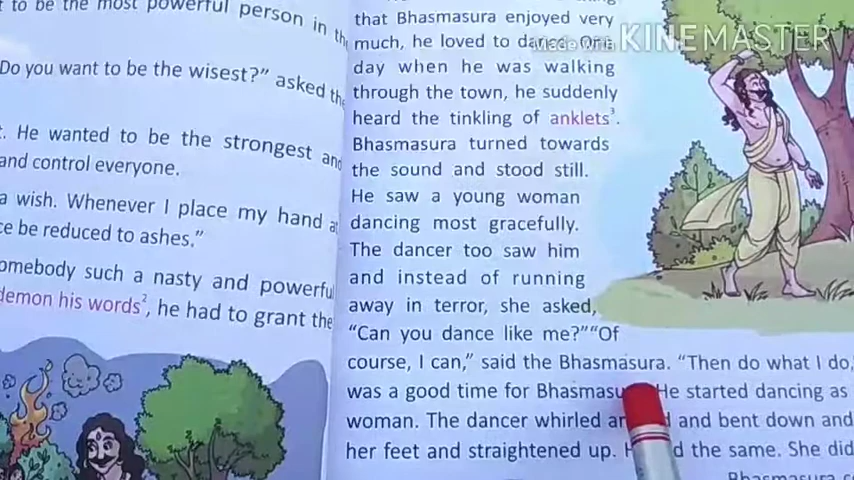 to be the most powerful person in the
Do you want to be the wisest?" asked the
He wanted to be the strongest and
and control everyone.
a wish. Whenever I place my hand
be reduced to ashes."
somebody such a nasty and powerful
demon his words², he had to grant the
that Bhasmasura enjoyed very
much, he loved to dance. One
day when he was walking
through the town, he suddenly
heard the tinkling of anklets³.
Bhasmasura turned towards
the sound and stood still.
He saw a young woman
dancing most gracefully.
The dancer too saw him
and instead of running
away in terror, she asked,
"Can you dance like me?""Of
course, I can," said the Bhasmasura. "Then do what I do,
was a good time for Bhasmasu He started dancing as
woman. The dancer whirled and bent down and
her feet and straightened up. the same. She did
Bhasmasura
Made with KINEMASTER